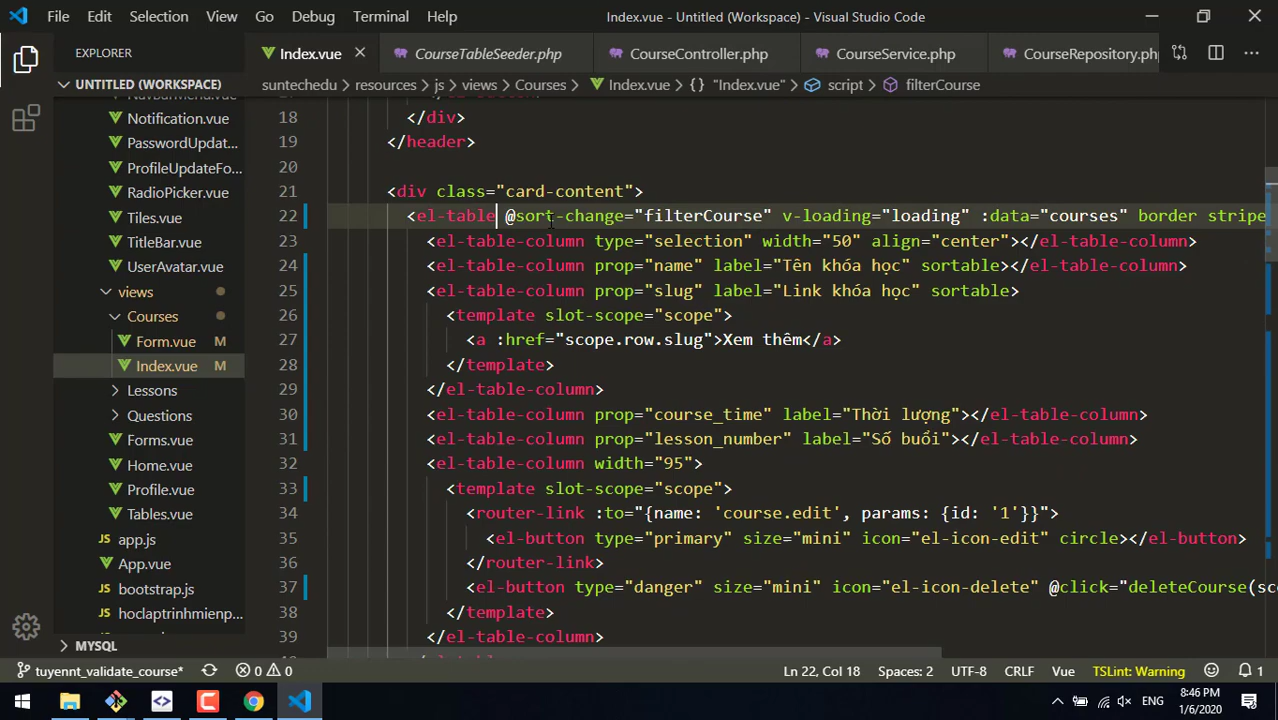 File Edit Selection View Go Debug Terminal Help
Index.vue - Untitled (Workspace) - Visual Studio Code
EXPLORER
Index.vue CourseTableSeeder.php CourseController.php CourseService.php CourseRepository.php
UNTITLED (WORKSPACE)
suntechedu › resources › js › views › Courses › Index.vue › {} "Index.vue" › script › filterCourse
Notification.vue
PasswordUpdat...
ProfileUpdateFo...
RadioPicker.vue
Tiles.vue
TitleBar.vue
UserAvatar.vue
views
Courses
Form.vue M
Index.vue M
Lessons
Questions
Forms.vue
Home.vue
Profile.vue
Tables.vue
app.js
App.vue
bootstrap.js
hoclaptrinhmienp...
MYSQL
18 </div>
19 </header>
20
21 <div class="card-content">
22 <el-table @sort-change="filterCourse" v-loading="loading" :data="courses" border stripe
23 <el-table-column type="selection" width="50" align="center"></el-table-column>
24 <el-table-column prop="name" label="Tên khóa học" sortable></el-table-column>
25 <el-table-column prop="slug" label="Link khóa học" sortable>
26 <template slot-scope="scope">
27 <a :href="scope.row.slug">Xem thêm</a>
28 </template>
29 </el-table-column>
30 <el-table-column prop="course_time" label="Thời lượng"></el-table-column>
31 <el-table-column prop="lesson_number" label="Số buổi"></el-table-column>
32 <el-table-column width="95">
33 <template slot-scope="scope">
34 <router-link :to="{name: 'course.edit', params: {id: '1'}}">
35 <el-button type="primary" size="mini" icon="el-icon-edit" circle></el-button>
36 </router-link>
37 <el-button type="danger" size="mini" icon="el-icon-delete" @click="deleteCourse(sc
38 </template>
39 </el-table-column>
tuyennt_validate_course* 0 0 Ln 22, Col 18 Spaces: 2 UTF-8 CRLF Vue TSLint: Warning 1
ENG 8:46 PM
1/6/2020